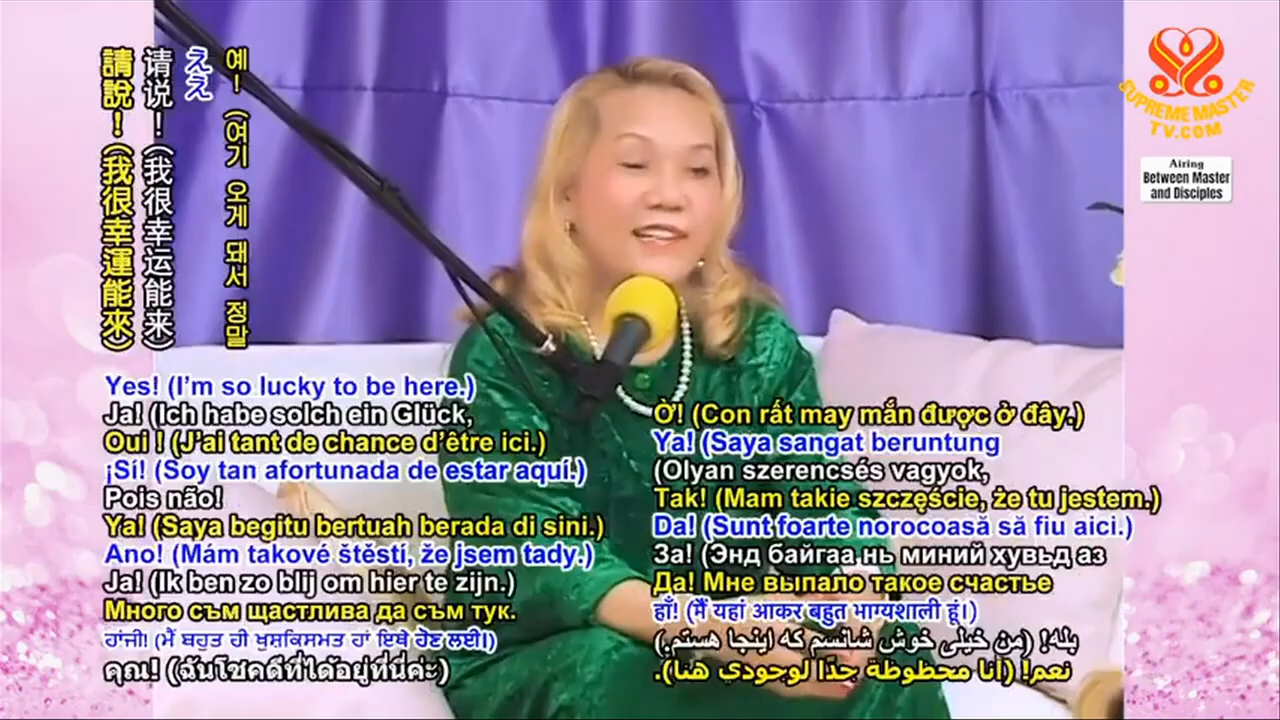 請說！（我很幸運能來）
请说！（我很幸运能来）
ええ
예! (여기 오게 돼서 정말
SUPREME MASTER
TV.COM
Airing
Between Master
and Disciples
Yes! (I'm so lucky to be here.)
Ja! (Ich habe solch ein Glück,
Oui ! (J'ai tant de chance d'être ici.)
¡Sí! (Soy tan afortunada de estar aquí.)
Pois não!
Ya! (Saya begitu bertuah berada di sini.)
Ano! (Mám takové štěstí, že jsem tady.)
Ja! (Ik ben zo blij om hier te zijn.)
Много съм щастлива да съм тук.
ਹਾਂਜੀ! (ਮੈਂ ਬਹੁਤ ਹੀ ਖੁਸ਼ਕਿਸਮਤ ਹਾਂ ਇਥੇ ਹੋਣ ਲਈ।)
คุณ! (ฉันโชคดีที่ได้อยู่ที่นี่ค่ะ)
Ờ! (Con rất may mắn được ở đây.)
Ya! (Saya sangat beruntung
(Olyan szerencsés vagyok,
Tak! (Mam takie szczęście, że tu jestem.)
Da! (Sunt foarte norocoasă să fiu aici.)
За! (Энд байгаа нь миний хувьд аз
Да! Мне выпало такое счастье
हाँ! (मैं यहां आकर बहुत भाग्यशाली हूं।)
بله! (من خیلی خوش شانسم که اینجا هستم.)
نعم! (أنا محظوظة جدًا لوجودي هنا).